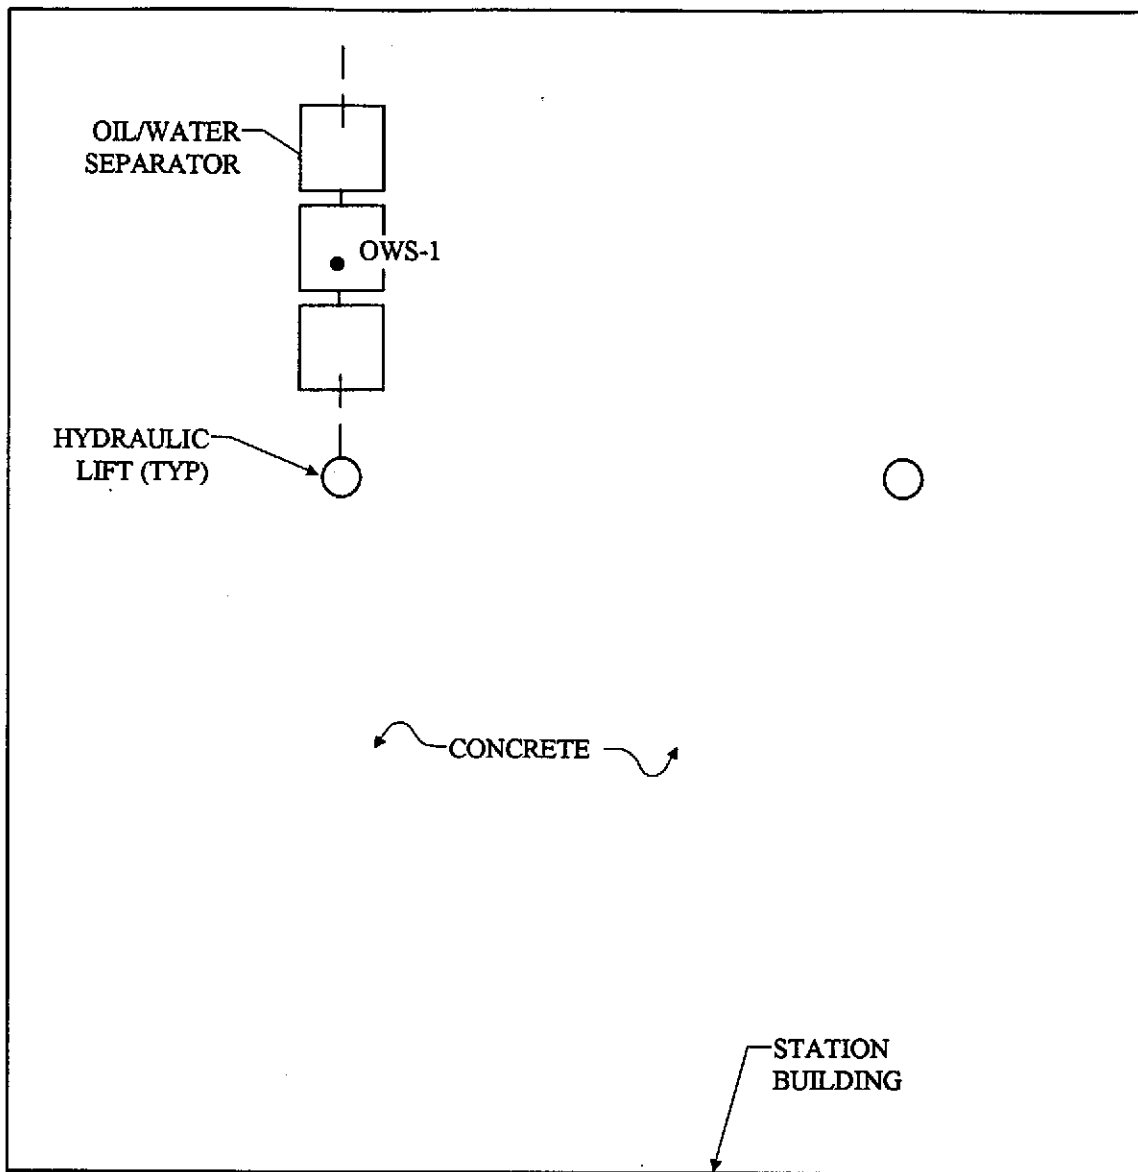 OIL/WATER
SEPARATOR
OWS-1
HYDRAULIC
LIFT (TYP)
CONCRETE
STATION
BUILDING